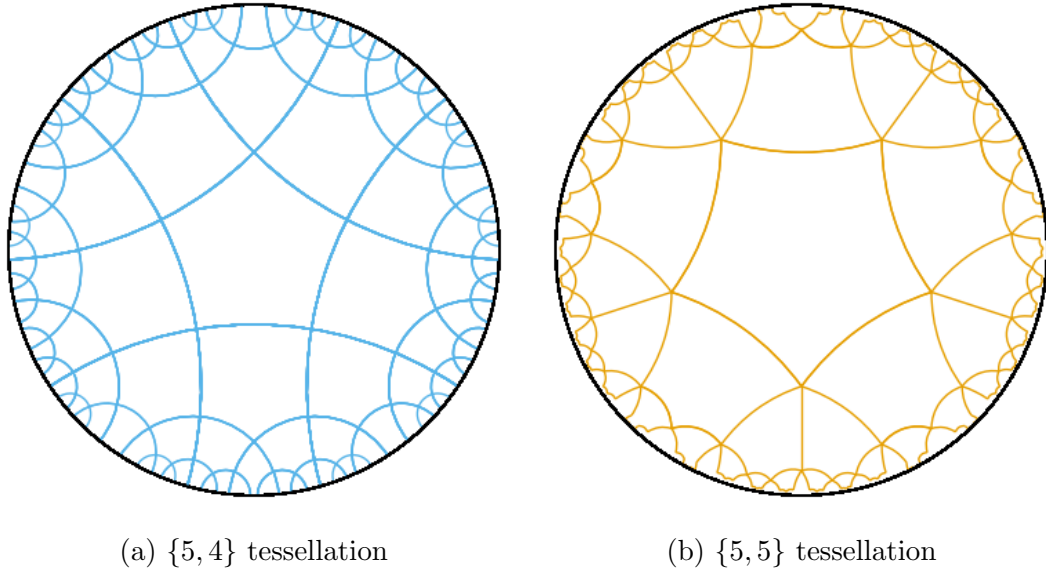 (a) {5, 4} tessellation
(b) {5, 5} tessellation